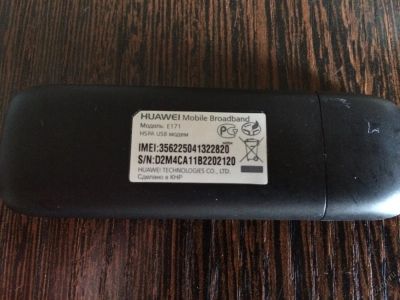 HUAWEI Mobile Broadband
Модель: E171
HSPA USB модем
IMEI:356225041322820
S/N:D2M4CA11B2202120
HUAWEI TECHNOLOGIES CO., LTD.
Сделано в КНР